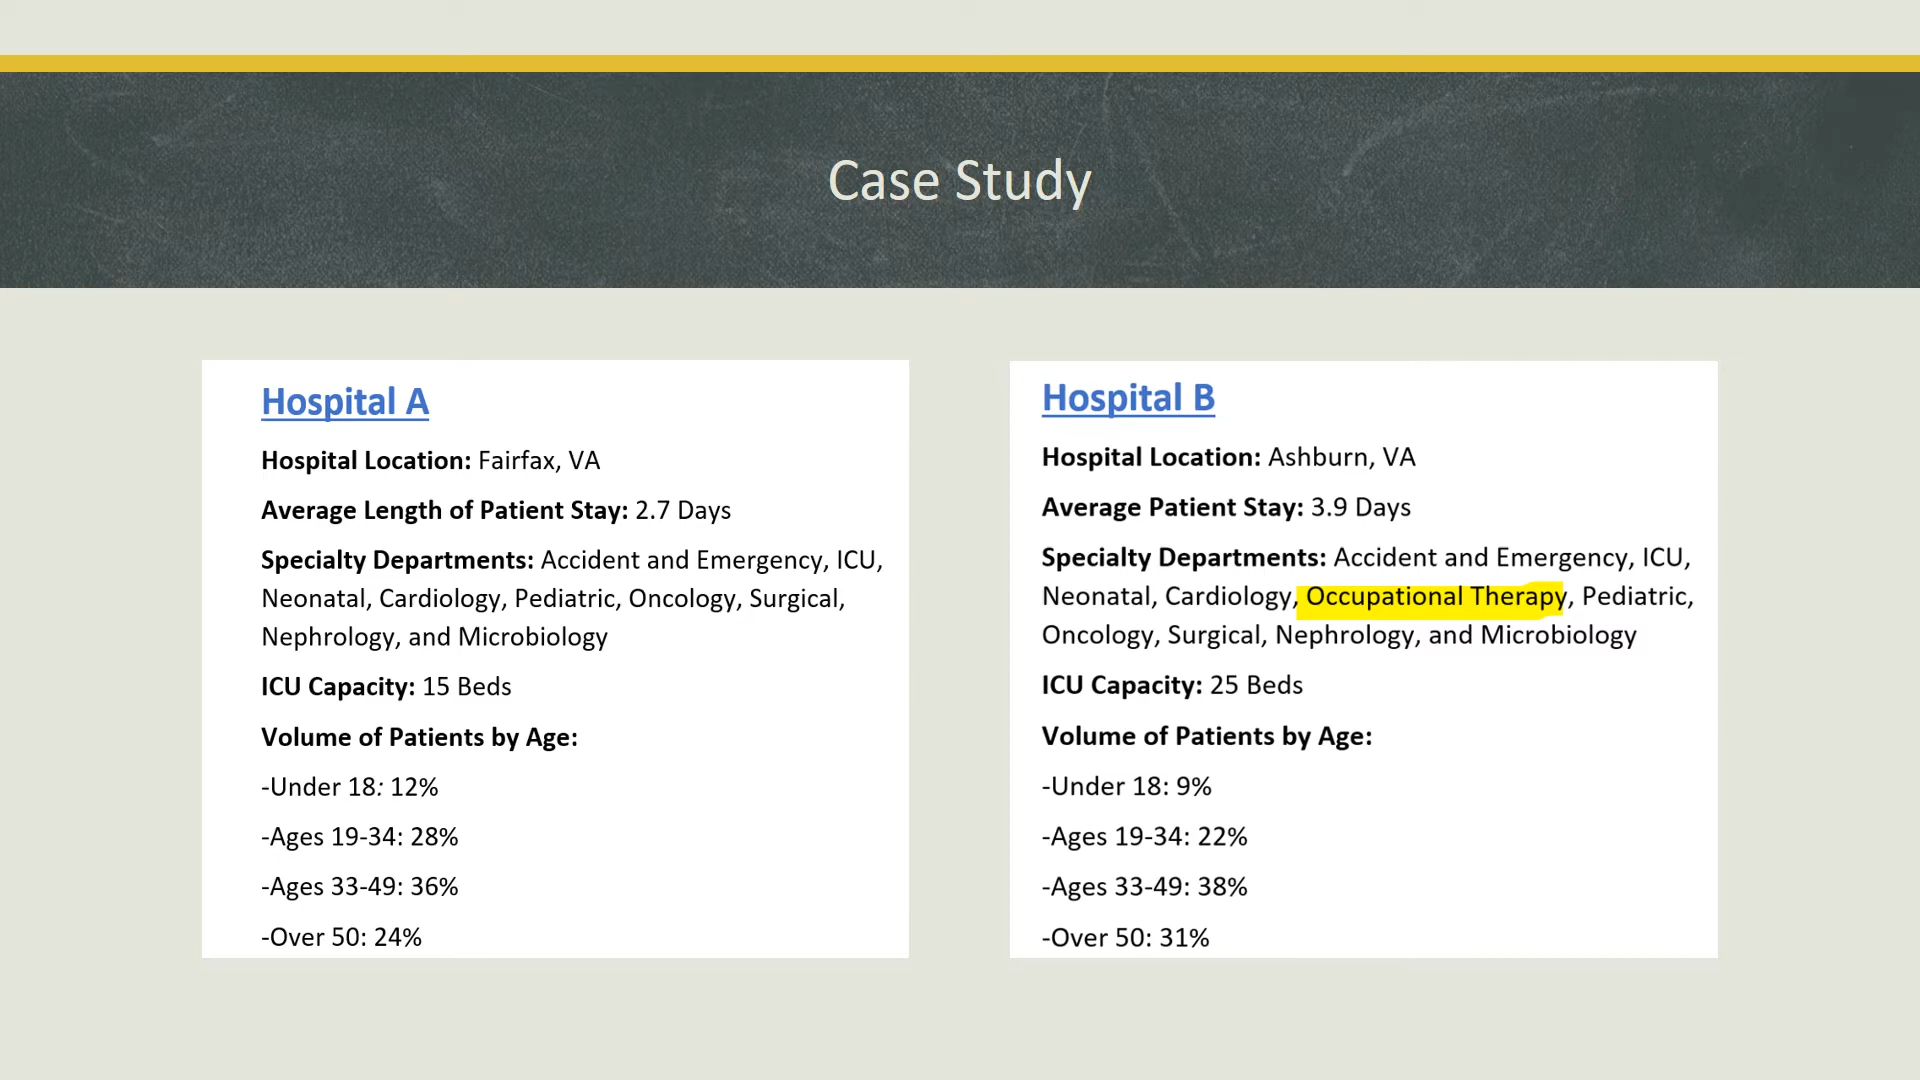 Case Study
Hospital A
Hospital Location: Fairfax, VA
Average Length of Patient Stay: 2.7 Days
Specialty Departments: Accident and Emergency, ICU,
Neonatal, Cardiology, Pediatric, Oncology, Surgical,
Nephrology, and Microbiology
ICU Capacity: 15 Beds
Volume of Patients by Age:
-Under 18: 12%
-Ages 19-34: 28%
-Ages 33-49: 36%
-Over 50: 24%
Hospital B
Hospital Location: Ashburn, VA
Average Patient Stay: 3.9 Days
Specialty Departments: Accident and Emergency, ICU,
Neonatal, Cardiology, Occupational Therapy, Pediatric,
Oncology, Surgical, Nephrology, and Microbiology
ICU Capacity: 25 Beds
Volume of Patients by Age:
-Under 18: 9%
-Ages 19-34: 22%
-Ages 33-49: 38%
-Over 50: 31%